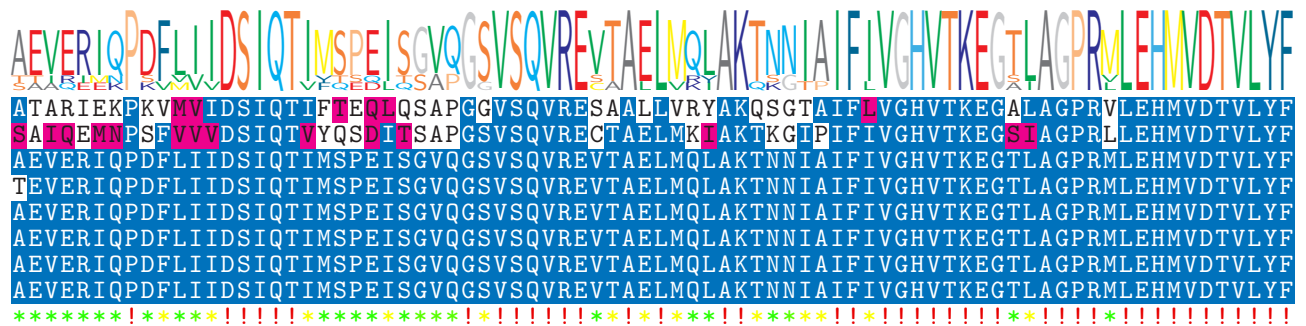 AEVERIQPDFLIIDSIQTIMSPEISGVQGSVSQVREVTAELMQLAKTNNIAIFIVGHVTKEGTLAGPRMLEHMVDTVLYF
ATARIEKPKVMVIDSIQTIFTEQLQSAPGGVSQVRESAALLVRYAKQSGTAIFLVGHVTKEGALAGPRVLEHMVDTVLYF
SAIQEMNPSFVVVDSIQTVYQSDITSAPGSVSQVRECTAELMKIAKTKGIPIFIVGHVTKEGSIAGPRLLEHMVDTVLYF
AEVERIQPDFLIIDSIQTIMSPEISGVQGSVSQVREVTAELMQLAKTNNIAIFIVGHVTKEGTLAGPRMLEHMVDTVLYF
TEVERIQPDFLIIDSIQTIMSPEISGVQGSVSQVREVTAELMQLAKTNNIAIFIVGHVTKEGTLAGPRMLEHMVDTVLYF
AEVERIQPDFLIIDSIQTIMSPEISGVQGSVSQVREVTAELMQLAKTNNIAIFIVGHVTKEGTLAGPRMLEHMVDTVLYF
AEVERIQPDFLIIDSIQTIMSPEISGVQGSVSQVREVTAELMQLAKTNNIAIFIVGHVTKEGTLAGPRMLEHMVDTVLYF
AEVERIQPDFLIIDSIQTIMSPEISGVQGSVSQVREVTAELMQLAKTNNIAIFIVGHVTKEGTLAGPRMLEHMVDTVLYF
AEVERIQPDFLIIDSIQTIMSPEISGVQGSVSQVREVTAELMQLAKTNNIAIFIVGHVTKEGTLAGPRMLEHMVDTVLYF
*******!*****!!!!!**********!*!!!!!!**!*!***!!*****!!*!!!!!!!!**!!!!*!!!!!!!!!!!